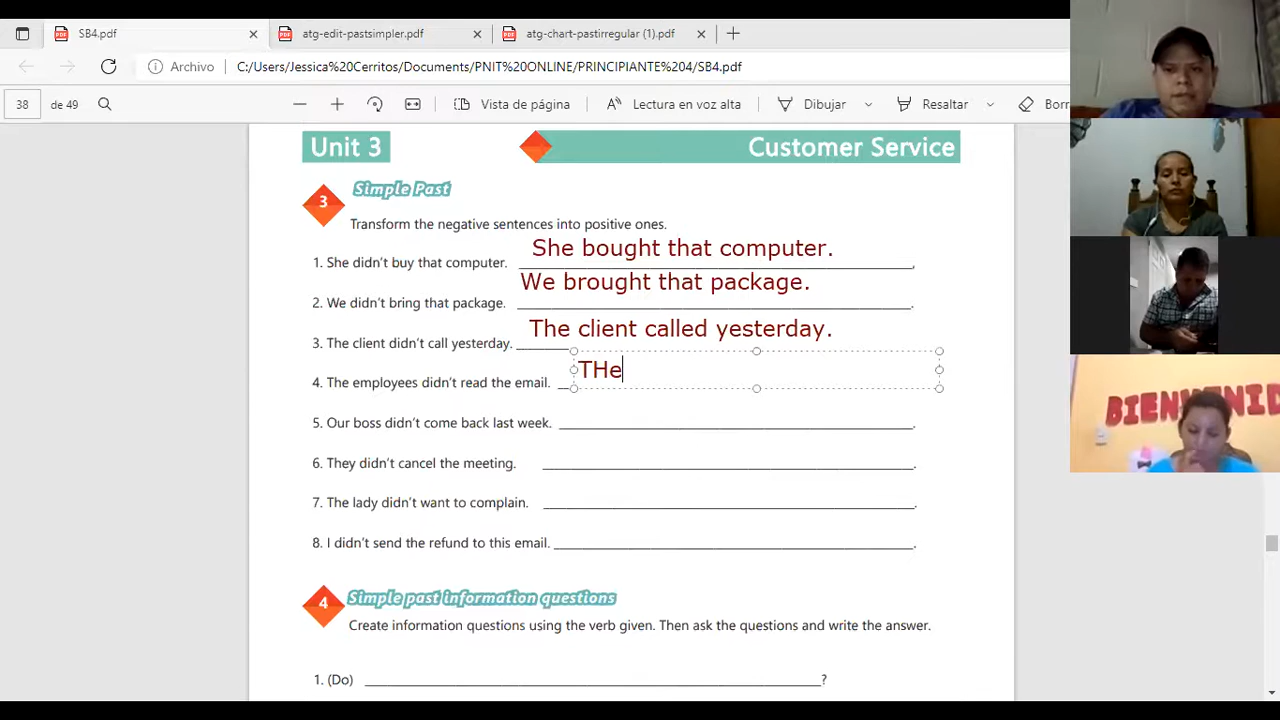 SB4.pdf
atg-edit-pastsimpler.pdf
atg-chart-pastirregular (1).pdf
Archivo
C:/Users/Jessica%20Cerritos/Documents/PNIT%20ONLINE/PRINCIPIANTE%204/SB4.pdf
38 de 49
Vista de página
Lectura en voz alta
Dibujar
Resaltar
Borr
Unit 3
Customer Service
3
Simple Past
Transform the negative sentences into positive ones.
She bought that computer.
1. She didn't buy that computer. ,
We brought that package.
2. We didn't bring that package. .
The client called yesterday.
3. The client didn't call yesterday.
THe
4. The employees didn't read the email.
5. Our boss didn't come back last week. .
6. They didn't cancel the meeting. .
7. The lady didn't want to complain. .
8. I didn't send the refund to this email. .
4
Simple past information questions
Create information questions using the verb given. Then ask the questions and write the answer.
1. (Do) ?
BIENVENID